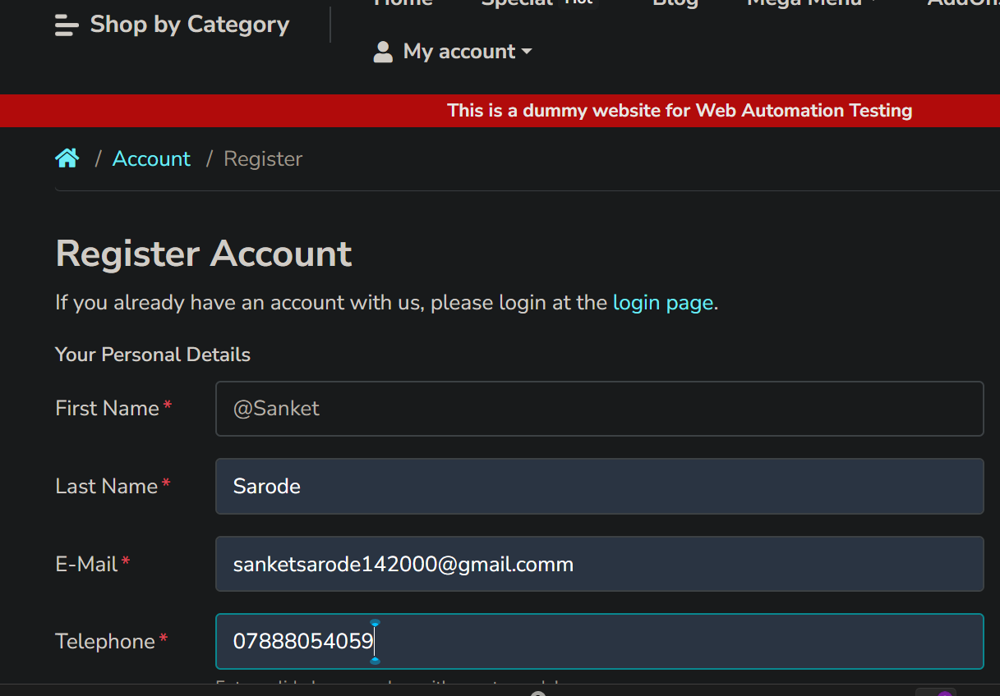 Home Special Hot Blog Mega Menu AddOn
Shop by Category
My account
This is a dummy website for Web Automation Testing
/ Account / Register
Register Account
If you already have an account with us, please login at the login page.
Your Personal Details
First Name * @Sanket
Last Name * Sarode
E-Mail * sanketsarode142000@gmail.comm
Telephone * 07888054059